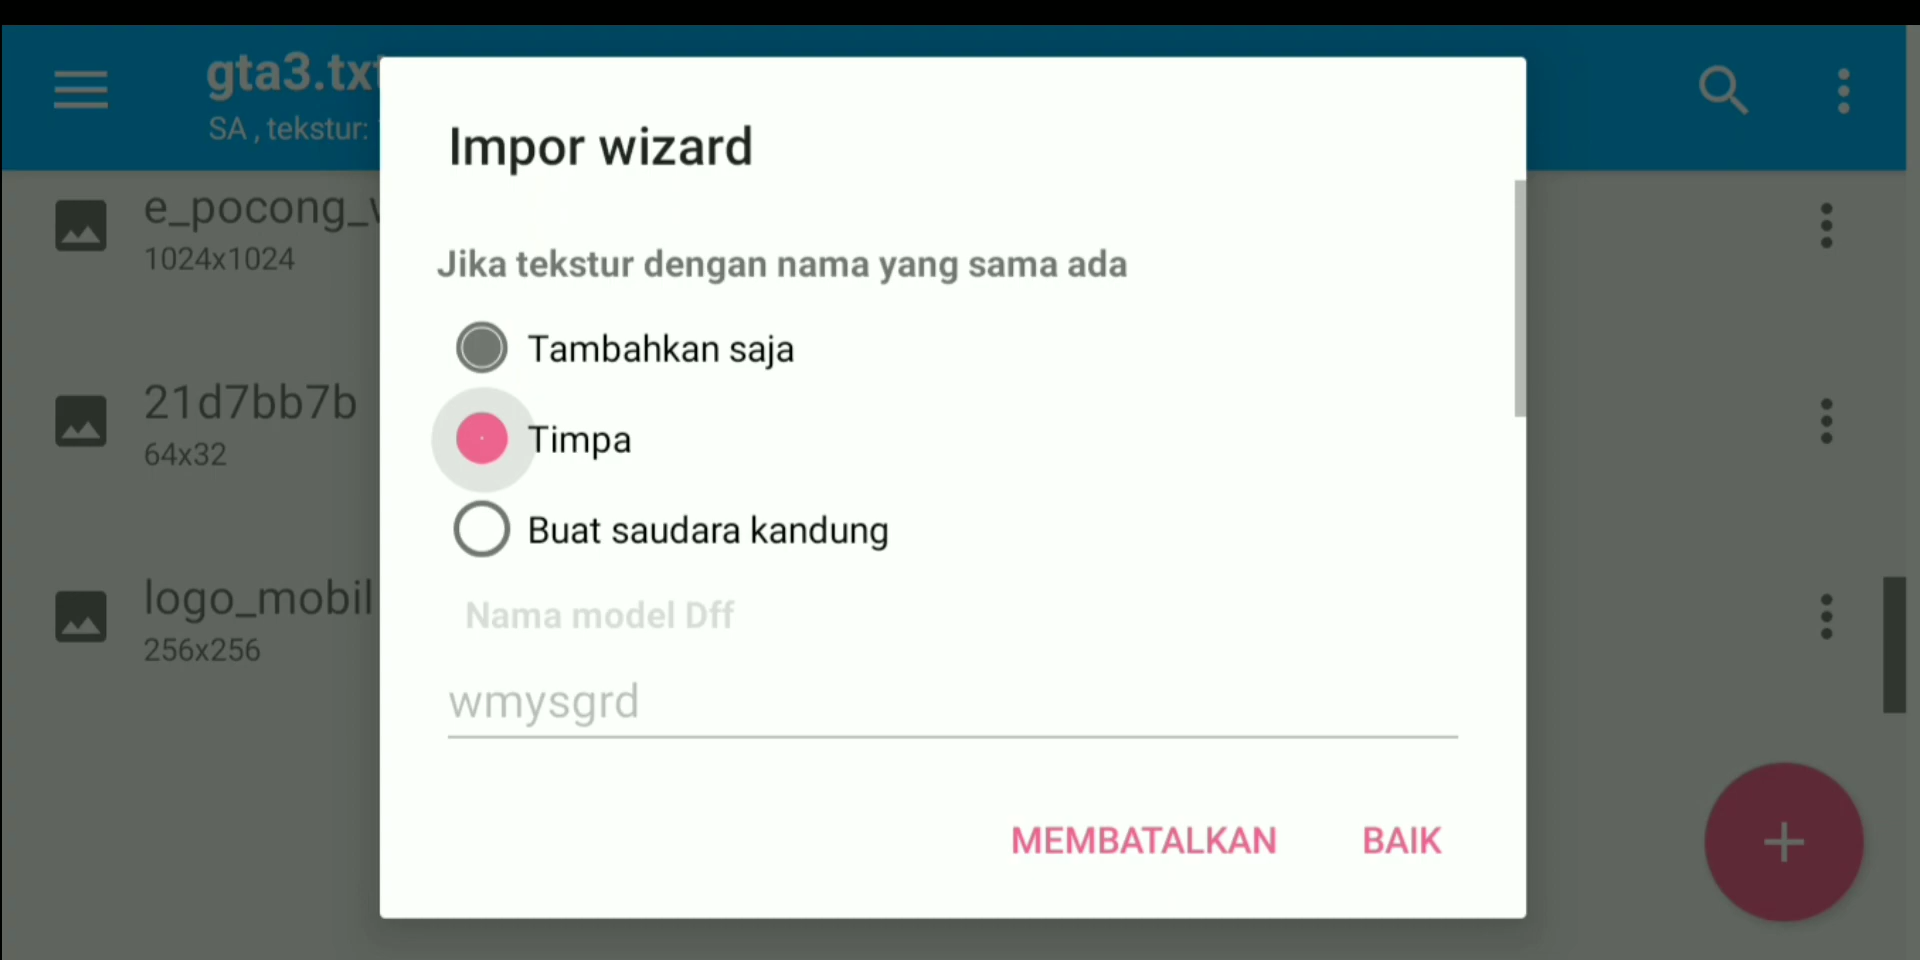 gta3.txt
SA , tekstur:
Impor wizard
Jika tekstur dengan nama yang sama ada
Tambahkan saja
Timpa
Buat saudara kandung
Nama model Dff
wmysgrd
MEMBATALKAN
BAIK
e_pocong_
1024x1024
21d7bb7b
64x32
logo_mobil
256x256